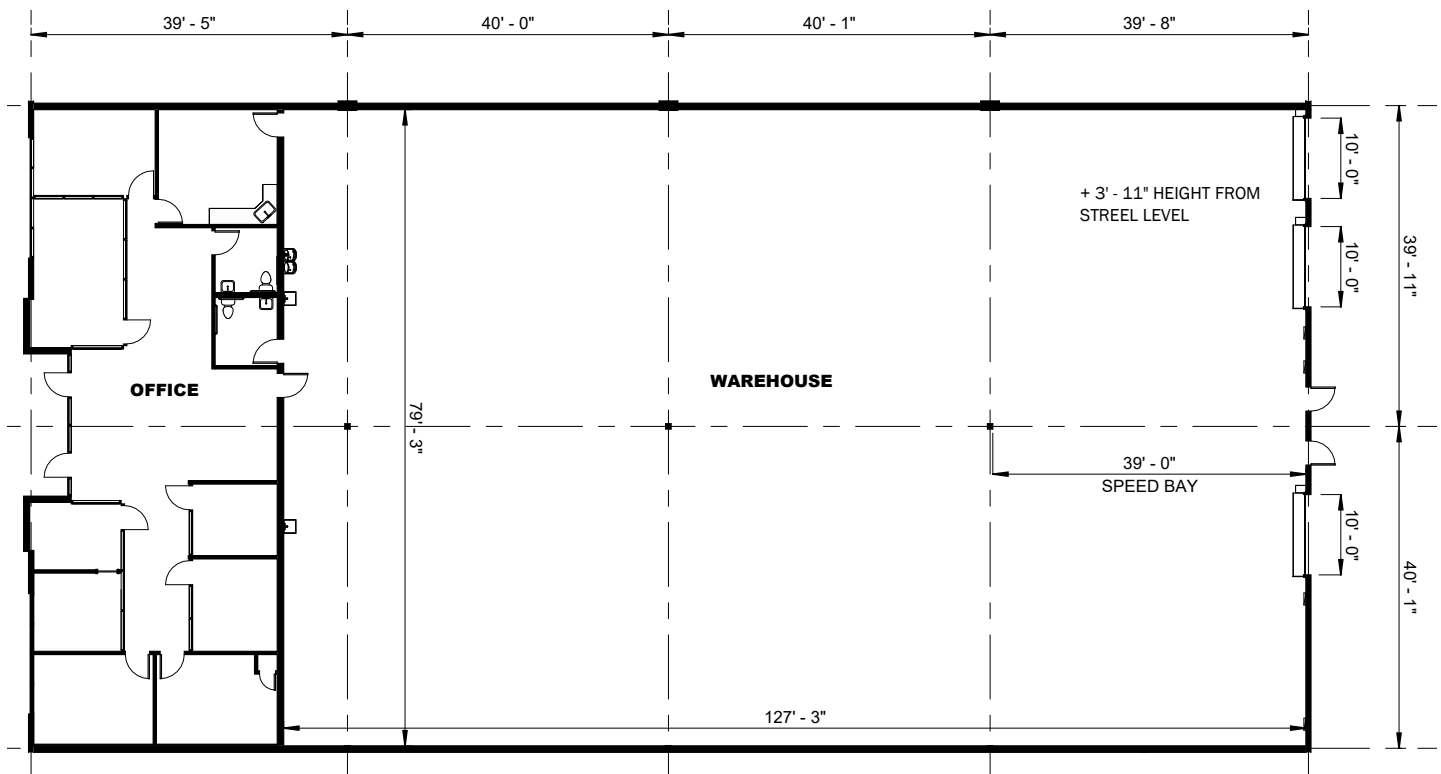 39' - 5"
40' - 0"
40' - 1"
39' - 8"
10' - 0"
+ 3' - 11" HEIGHT FROM
STREEL LEVEL
10' - 0"
39' - 11"
OFFICE
WAREHOUSE
79' - 3"
39' - 0"
SPEED BAY
10' - 0"
40' - 1"
127' - 3"